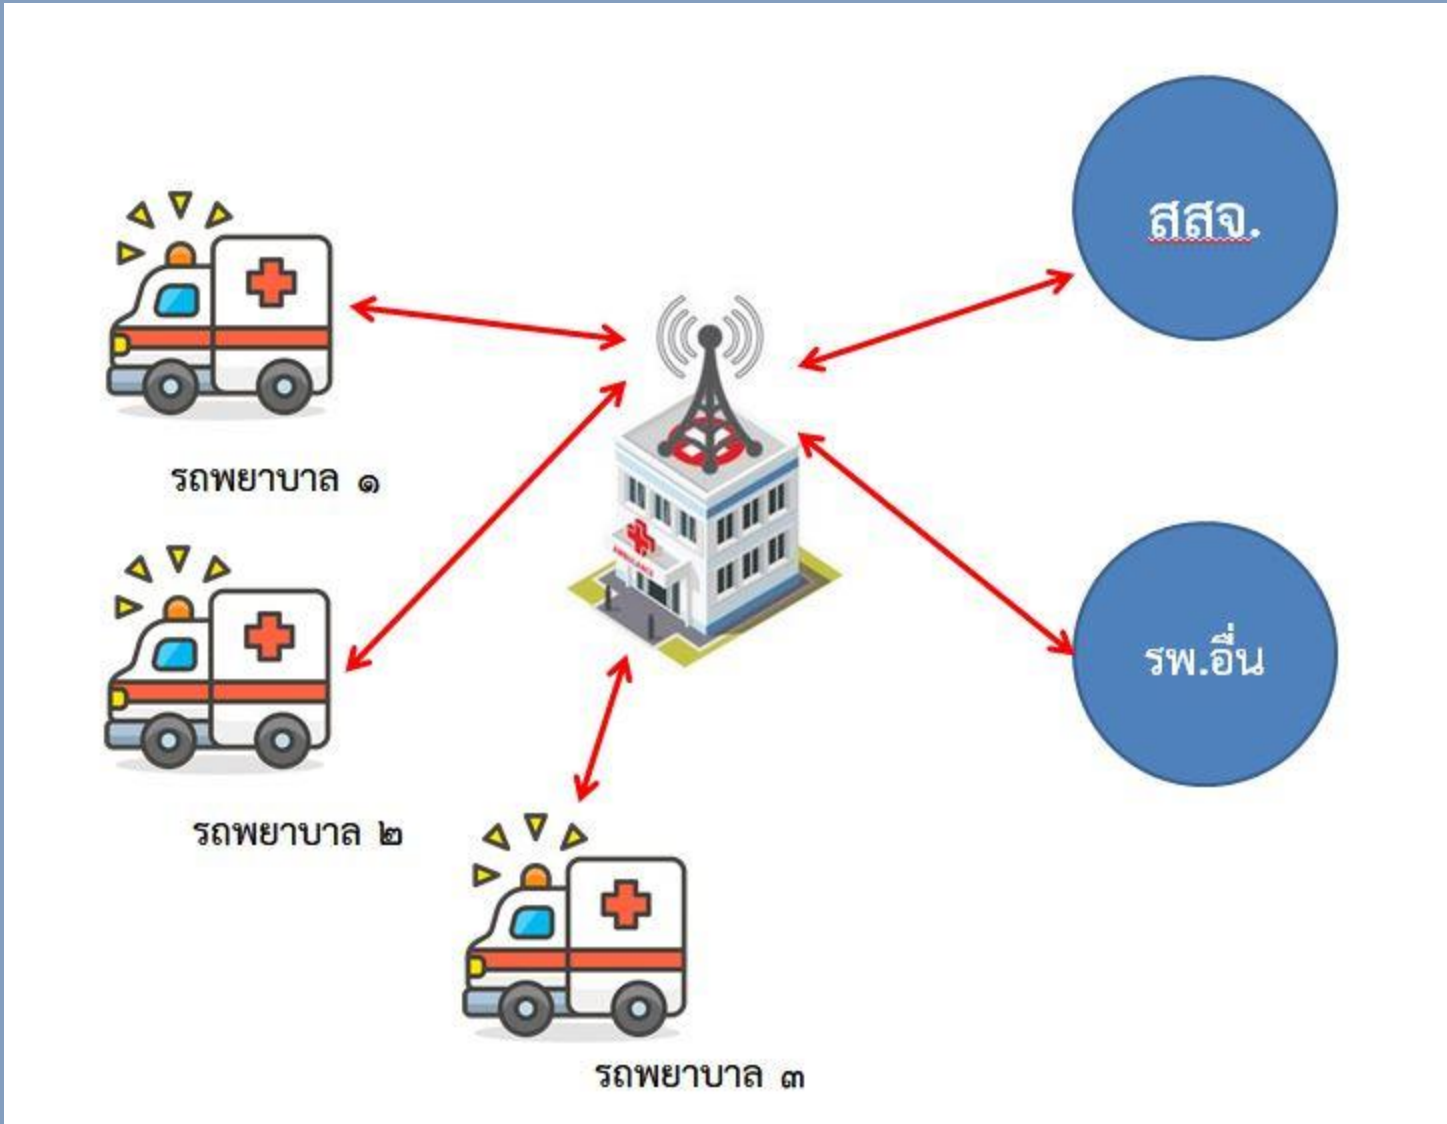 สสจ.
รถพยาบาล ๑
รพ.อื่น
รถพยาบาล ๒
รถพยาบาล ๓